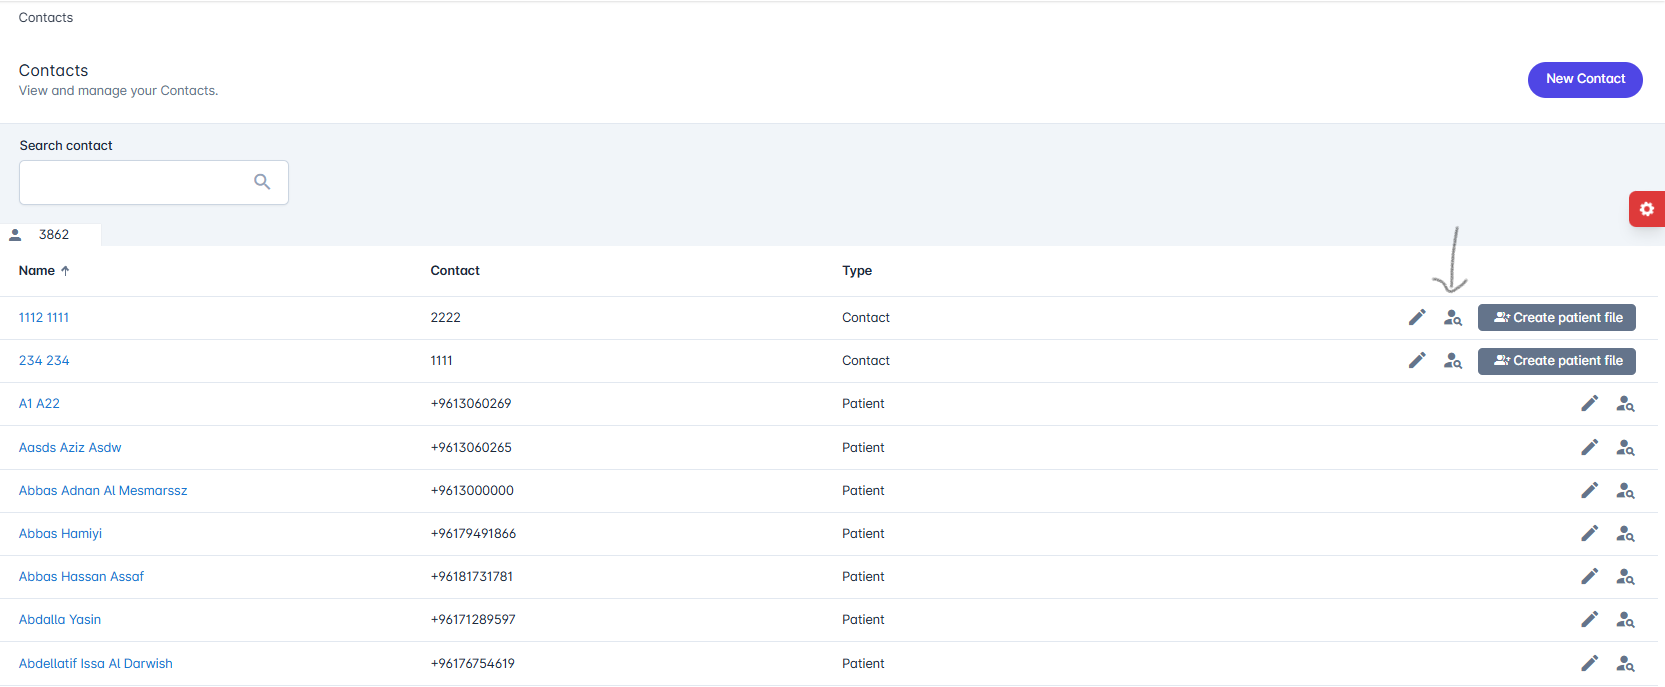 Contacts
Contacts
View and manage your Contacts.
New Contact
Search contact
3862
Name Contact Type
1112 1111 2222 Contact Create patient file
234 234 1111 Contact Create patient file
A1 A22 +9613060269 Patient
Aasds Aziz Asdw +9613060265 Patient
Abbas Adnan Al Mesmarssz +9613000000 Patient
Abbas Hamiyi +96179491866 Patient
Abbas Hassan Assaf +96181731781 Patient
Abdalla Yasin +96171289597 Patient
Abdellatif Issa Al Darwish +96176754619 Patient